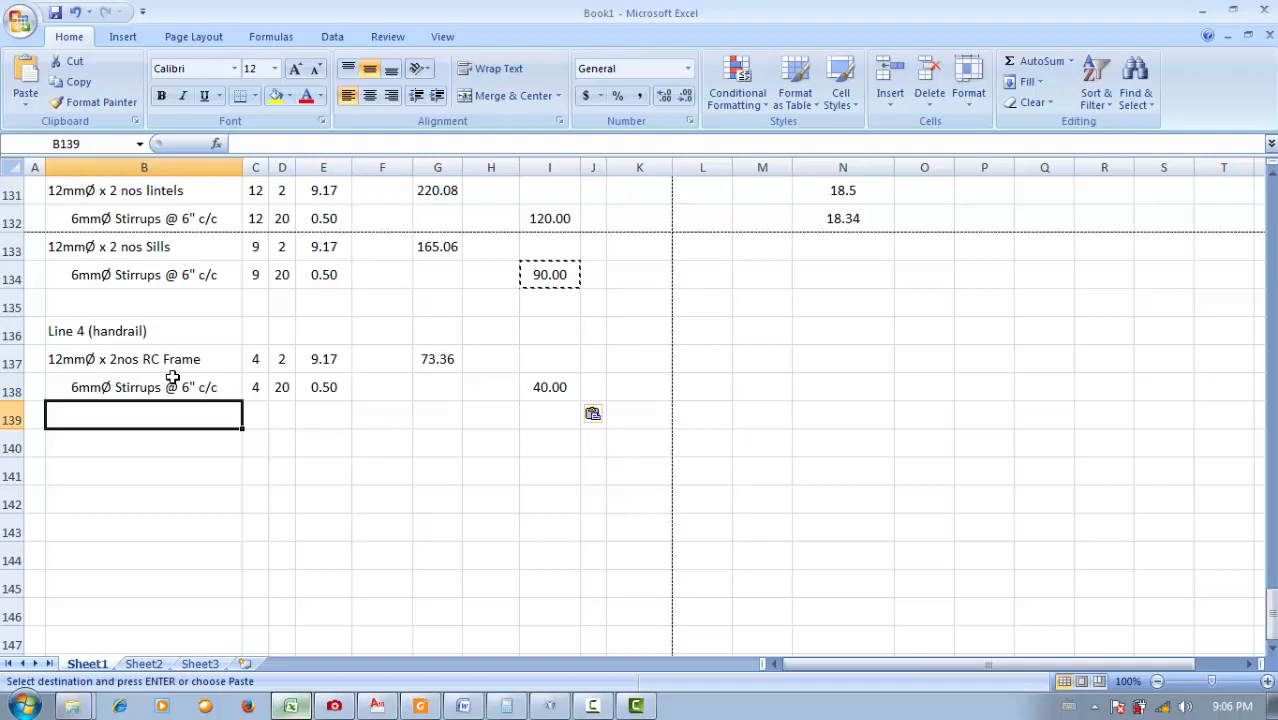 Book1 - Microsoft Excel
Home Insert Page Layout Formulas Data Review View
Paste Cut Copy Format Painter Clipboard
Calibri 12 A A B I U A Font
Wrap Text Merge & Center Alignment
General $ % , .0 .00 Number
Conditional Formatting Format as Table Cell Styles Styles
Insert Delete Format Cells
Σ AutoSum Fill Clear Sort & Filter Find & Select Editing
B139 fx
A B C D E F G H I J K L M N O P Q R S T
131 12mmØ x 2 nos lintels 12 2 9.17 220.08 18.5
132 6mmØ Stirrups @ 6" c/c 12 20 0.50 120.00 18.34
133 12mmØ x 2 nos Sills 9 2 9.17 165.06
134 6mmØ Stirrups @ 6" c/c 9 20 0.50 90.00
135
136 Line 4 (handrail)
137 12mmØ x 2nos RC Frame 4 2 9.17 73.36
138 6mmØ Stirrups @ 6" c/c 4 20 0.50 40.00
139
140
141
142
143
144
145
146
147
Sheet1 Sheet2 Sheet3
Select destination and press ENTER or choose Paste 100%
9:06 PM